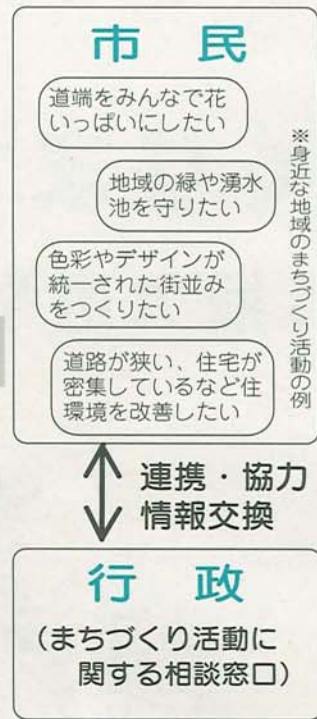 市民
道端をみんなで花
いっぱいにしたい
地域の緑や湧水
池を守りたい
色彩やデザインが
統一された街並み
をつくりたい
道路が狭い、住宅が
密集しているなど住
環境を改善したい
※身近な地域のまちづくり活動の例
連携・協力
情報交換
行政
(まちづくり活動に
関する相談窓口)